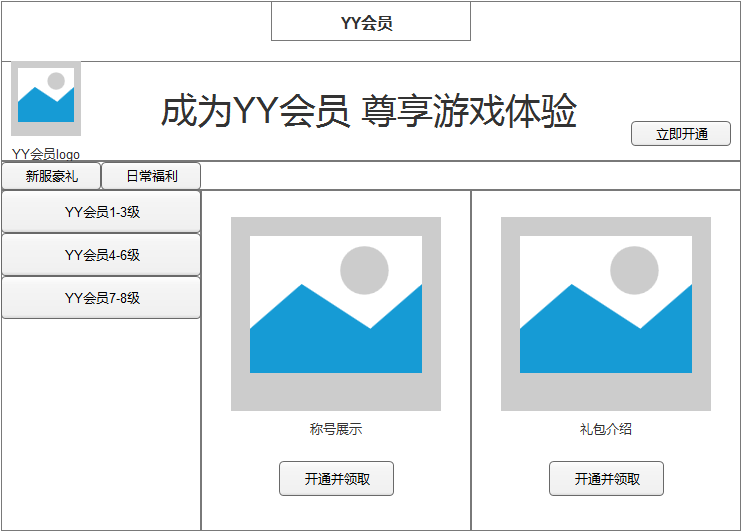 YY会员
成为YY会员 尊享游戏体验
立即开通
YY会员logo
新服豪礼
日常福利
YY会员1-3级
YY会员4-6级
YY会员7-8级
称号展示
礼包介绍
开通并领取
开通并领取